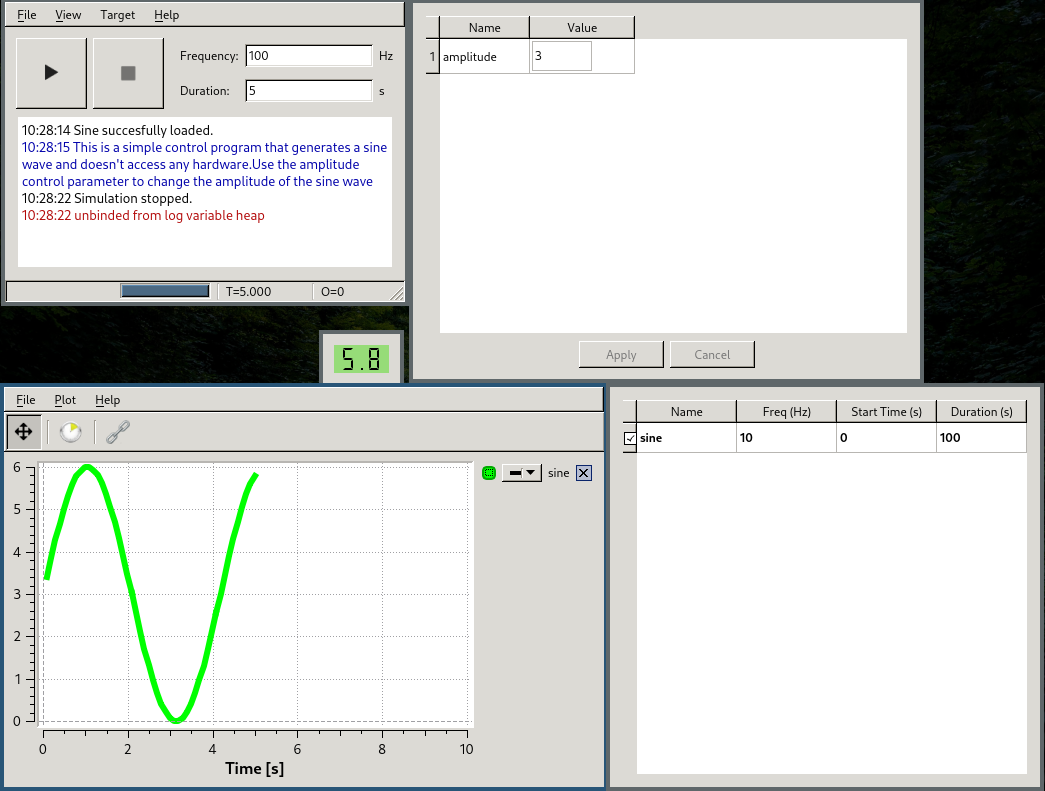 File View Target Help
Frequency: 100 Hz
Duration: 5 s
10:28:14 Sine succesfully loaded.
10:28:15 This is a simple control program that generates a sine
wave and doesn't access any hardware.Use the amplitude
control parameter to change the amplitude of the sine wave
10:28:22 Simulation stopped.
10:28:22 unbinded from log variable heap
T=5.000 O=0
Name Value
1 amplitude 3
Apply Cancel
5.8
File Plot Help
sine
6
5
4
3
2
1
0
0 2 4 6 8 10
Time [s]
Name Freq (Hz) Start Time (s) Duration (s)
sine 10 0 100